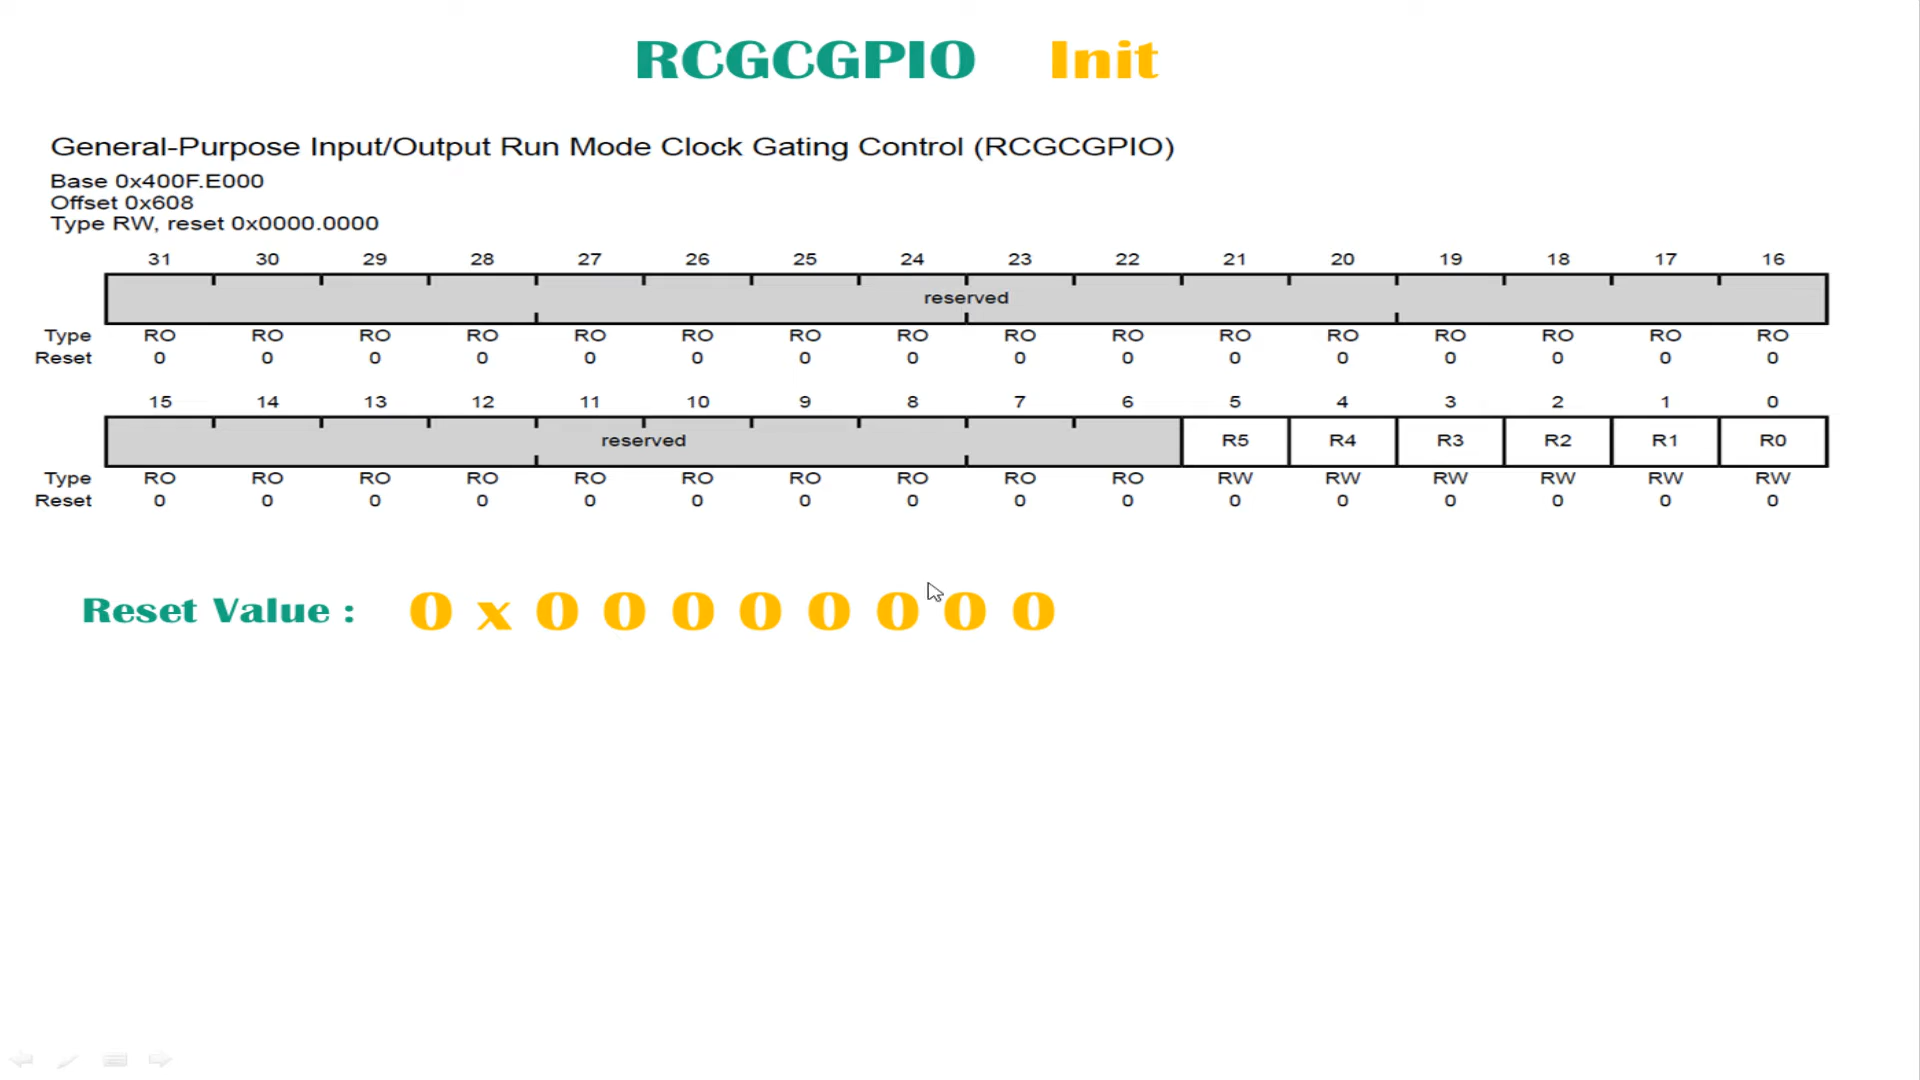 RCGCGPIO Init
General-Purpose Input/Output Run Mode Clock Gating Control (RCGCGPIO)
Base 0x400F.E000
Offset 0x608
Type RW, reset 0x0000.0000
31 30 29 28 27 26 25 24 23 22 21 20 19 18 17 16
reserved
Type RO RO RO RO RO RO RO RO RO RO RO RO RO RO RO RO
Reset 0 0 0 0 0 0 0 0 0 0 0 0 0 0 0 0
15 14 13 12 11 10 9 8 7 6 5 4 3 2 1 0
reserved R5 R4 R3 R2 R1 R0
Type RO RO RO RO RO RO RO RO RO RO RW RW RW RW RW RW
Reset 0 0 0 0 0 0 0 0 0 0 0 0 0 0 0 0
Reset Value : 0 x 0 0 0 0 0 0 0 0